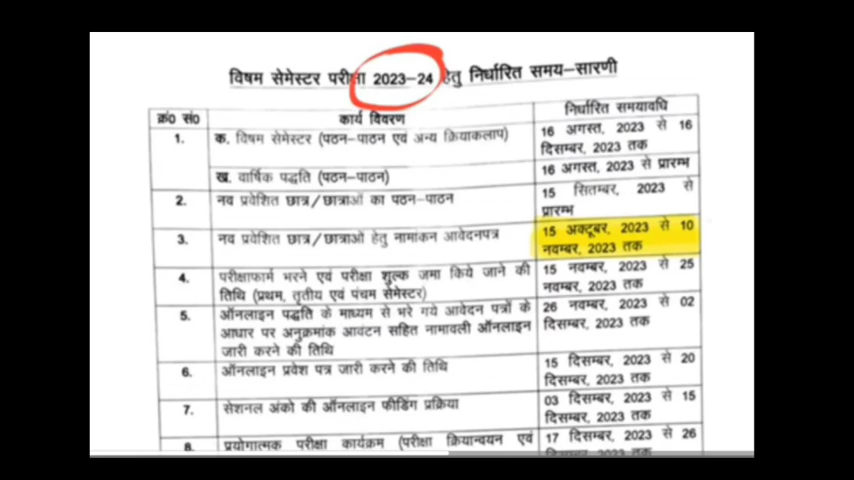 विषम सेमेस्टर परीक्षा 2023-24 हेतु निर्धारित समय-सारणी
क्र० सं० कार्य विवरण निर्धारित समयावधि
1. क. विषम सेमेस्टर (पठन-पाठन एवं अन्य क्रियाकलाप) 16 अगस्त, 2023 से 16
दिसम्बर, 2023 तक
ख. वार्षिक पद्धति (पठन-पाठन) 16 अगस्त, 2023 से प्रारम्भ
2. नव प्रवेशित छात्र/छात्राओं का पठन-पाठन 15 सितम्बर, 2023 से
प्रारम्भ
3. नव प्रवेशित छात्र/छात्राओं हेतु नामांकन आवेदनपत्र 15 अक्टूबर, 2023 से 10
नवम्बर, 2023 तक
4. परीक्षाफार्म भरने एवं परीक्षा शुल्क जमा किये जाने की 15 नवम्बर, 2023 से 25
तिथि (प्रथम, तृतीय एवं पंचम सेमेस्टर) नवम्बर, 2023 तक
5. ऑनलाइन पद्धति के माध्यम से भरे गये आवेदन पत्रों के 26 नवम्बर, 2023 से 02
आधार पर अनुक्रमांक आवंटन सहित नामावली ऑनलाइन दिसम्बर, 2023 तक
जारी करने की तिथि
6. ऑनलाइन प्रवेश पत्र जारी करने की तिथि 15 दिसम्बर, 2023 से 20
दिसम्बर, 2023 तक
7. सेशनल अंको की ऑनलाइन फीडिंग प्रक्रिया 03 दिसम्बर, 2023 से 15
दिसम्बर, 2023 तक
8. प्रयोगात्मक परीक्षा कार्यक्रम (परीक्षा क्रियान्वयन एवं 17 दिसम्बर, 2023 से 26
दिसम्बर, 2023 तक